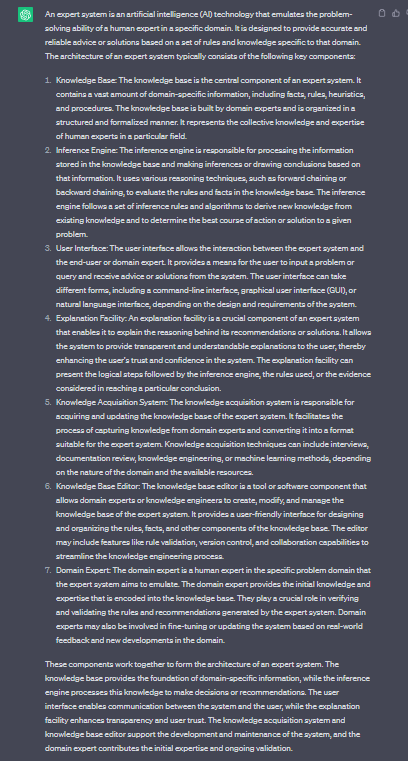 An expert system is an artificial intelligence (AI) technology that emulates the problem-
solving ability of a human expert in a specific domain. It is designed to provide accurate and
reliable advice or solutions based on a set of rules and knowledge specific to that domain.
The architecture of an expert system typically consists of the following key components:
1. Knowledge Base: The knowledge base is the central component of an expert system. It
contains a vast amount of domain-specific information, including facts, rules, heuristics,
and procedures. The knowledge base is built by domain experts and is organized in a
structured and formalized manner. It represents the collective knowledge and expertise
of human experts in a particular field.
2. Inference Engine: The inference engine is responsible for processing the information
stored in the knowledge base and making inferences or drawing conclusions based on
that information. It uses various reasoning techniques, such as forward chaining or
backward chaining, to evaluate the rules and facts in the knowledge base. The inference
engine follows a set of inference rules and algorithms to derive new knowledge from
existing knowledge and to determine the best course of action or solution to a given
problem.
3. User Interface: The user interface allows the interaction between the expert system and
the end-user or domain expert. It provides a means for the user to input a problem or
query and receive advice or solutions from the system. The user interface can take
different forms, including a command-line interface, graphical user interface (GUI), or
natural language interface, depending on the design and requirements of the system.
4. Explanation Facility: An explanation facility is a crucial component of an expert system
that enables it to explain the reasoning behind its recommendations or solutions. It allows
the system to provide transparent and understandable explanations to the user, thereby
enhancing the user's trust and confidence in the system. The explanation facility can
present the logical steps followed by the inference engine, the rules used, or the evidence
considered in reaching a particular conclusion.
5. Knowledge Acquisition System: The knowledge acquisition system is responsible for
acquiring and updating the knowledge base of the expert system. It facilitates the
process of capturing knowledge from domain experts and converting it into a format
suitable for the expert system. Knowledge acquisition techniques can include interviews,
documentation review, knowledge engineering, or machine learning methods, depending
on the nature of the domain and the available resources.
6. Knowledge Base Editor: The knowledge base editor is a tool or software component that
allows domain experts or knowledge engineers to create, modify, and manage the
knowledge base of the expert system. It provides a user-friendly interface for designing
and organizing the rules, facts, and other components of the knowledge base. The editor
may include features like rule validation, version control, and collaboration capabilities to
streamline the knowledge engineering process.
7. Domain Expert: The domain expert is a human expert in the specific problem domain that
the expert system aims to emulate. The domain expert provides the initial knowledge and
expertise that is encoded into the knowledge base. They play a crucial role in verifying
and validating the rules and recommendations generated by the expert system. Domain
experts may also be involved in fine-tuning or updating the system based on real-world
feedback and new developments in the domain.
These components work together to form the architecture of an expert system. The
knowledge base provides the foundation of domain-specific information, while the inference
engine processes this knowledge to make decisions or recommendations. The user
interface enables communication between the system and the user, while the explanation
facility enhances transparency and user trust. The knowledge acquisition system and
knowledge base editor support the development and maintenance of the system, and the
domain expert contributes the initial expertise and ongoing validation.